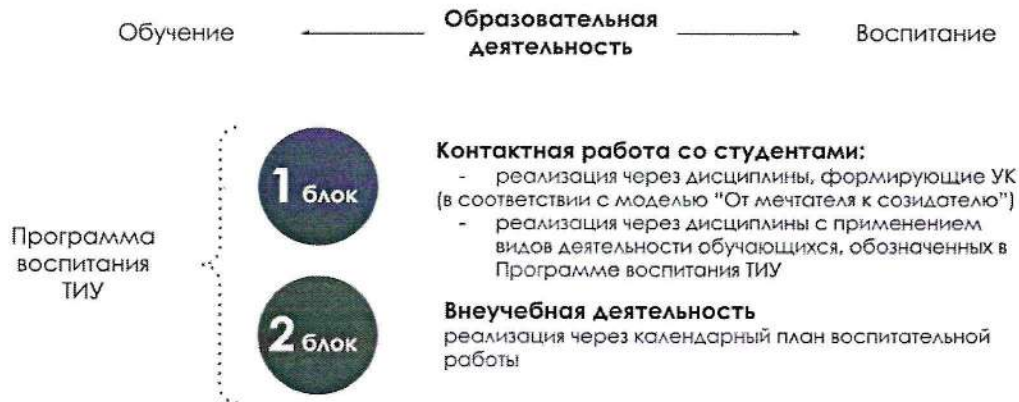 Обучение
Образовательная
деятельность
Воспитание
Программа
воспитания
ТИУ
1 блок
Контактная работа со студентами:
- реализация через дисциплины, формирующие УК
(в соответствии с моделью "От мечтателя к созидателю")
- реализация через дисциплины с применением
видов деятельности обучающихся, обозначенных в
Программе воспитания ТИУ
2 блок
Внеучебная деятельность
реализация через календарный план воспитательной
работы